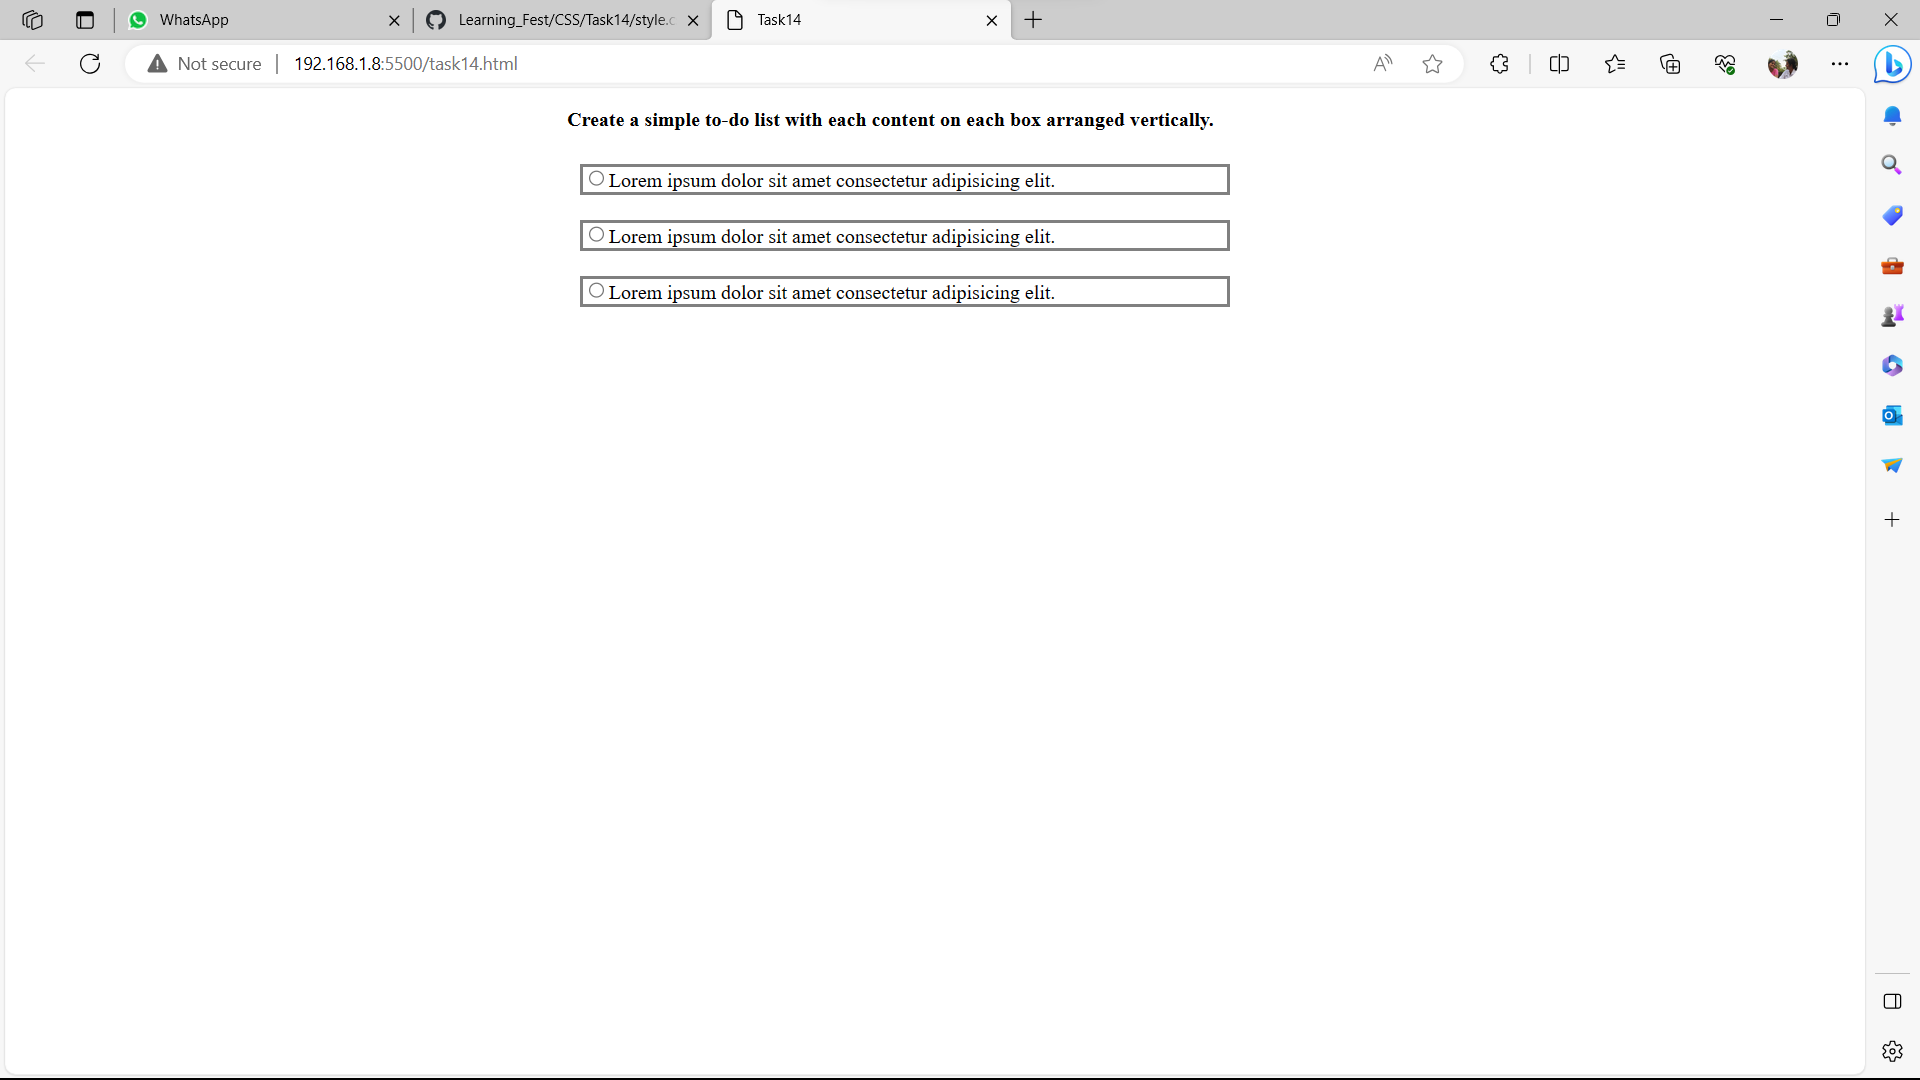 WhatsApp
Learning_Fest/CSS/Task14/style.c
Task14
Not secure
192.168.1.8:5500/task14.html
Create a simple to-do list with each content on each box arranged vertically.
Lorem ipsum dolor sit amet consectetur adipisicing elit.
Lorem ipsum dolor sit amet consectetur adipisicing elit.
Lorem ipsum dolor sit amet consectetur adipisicing elit.